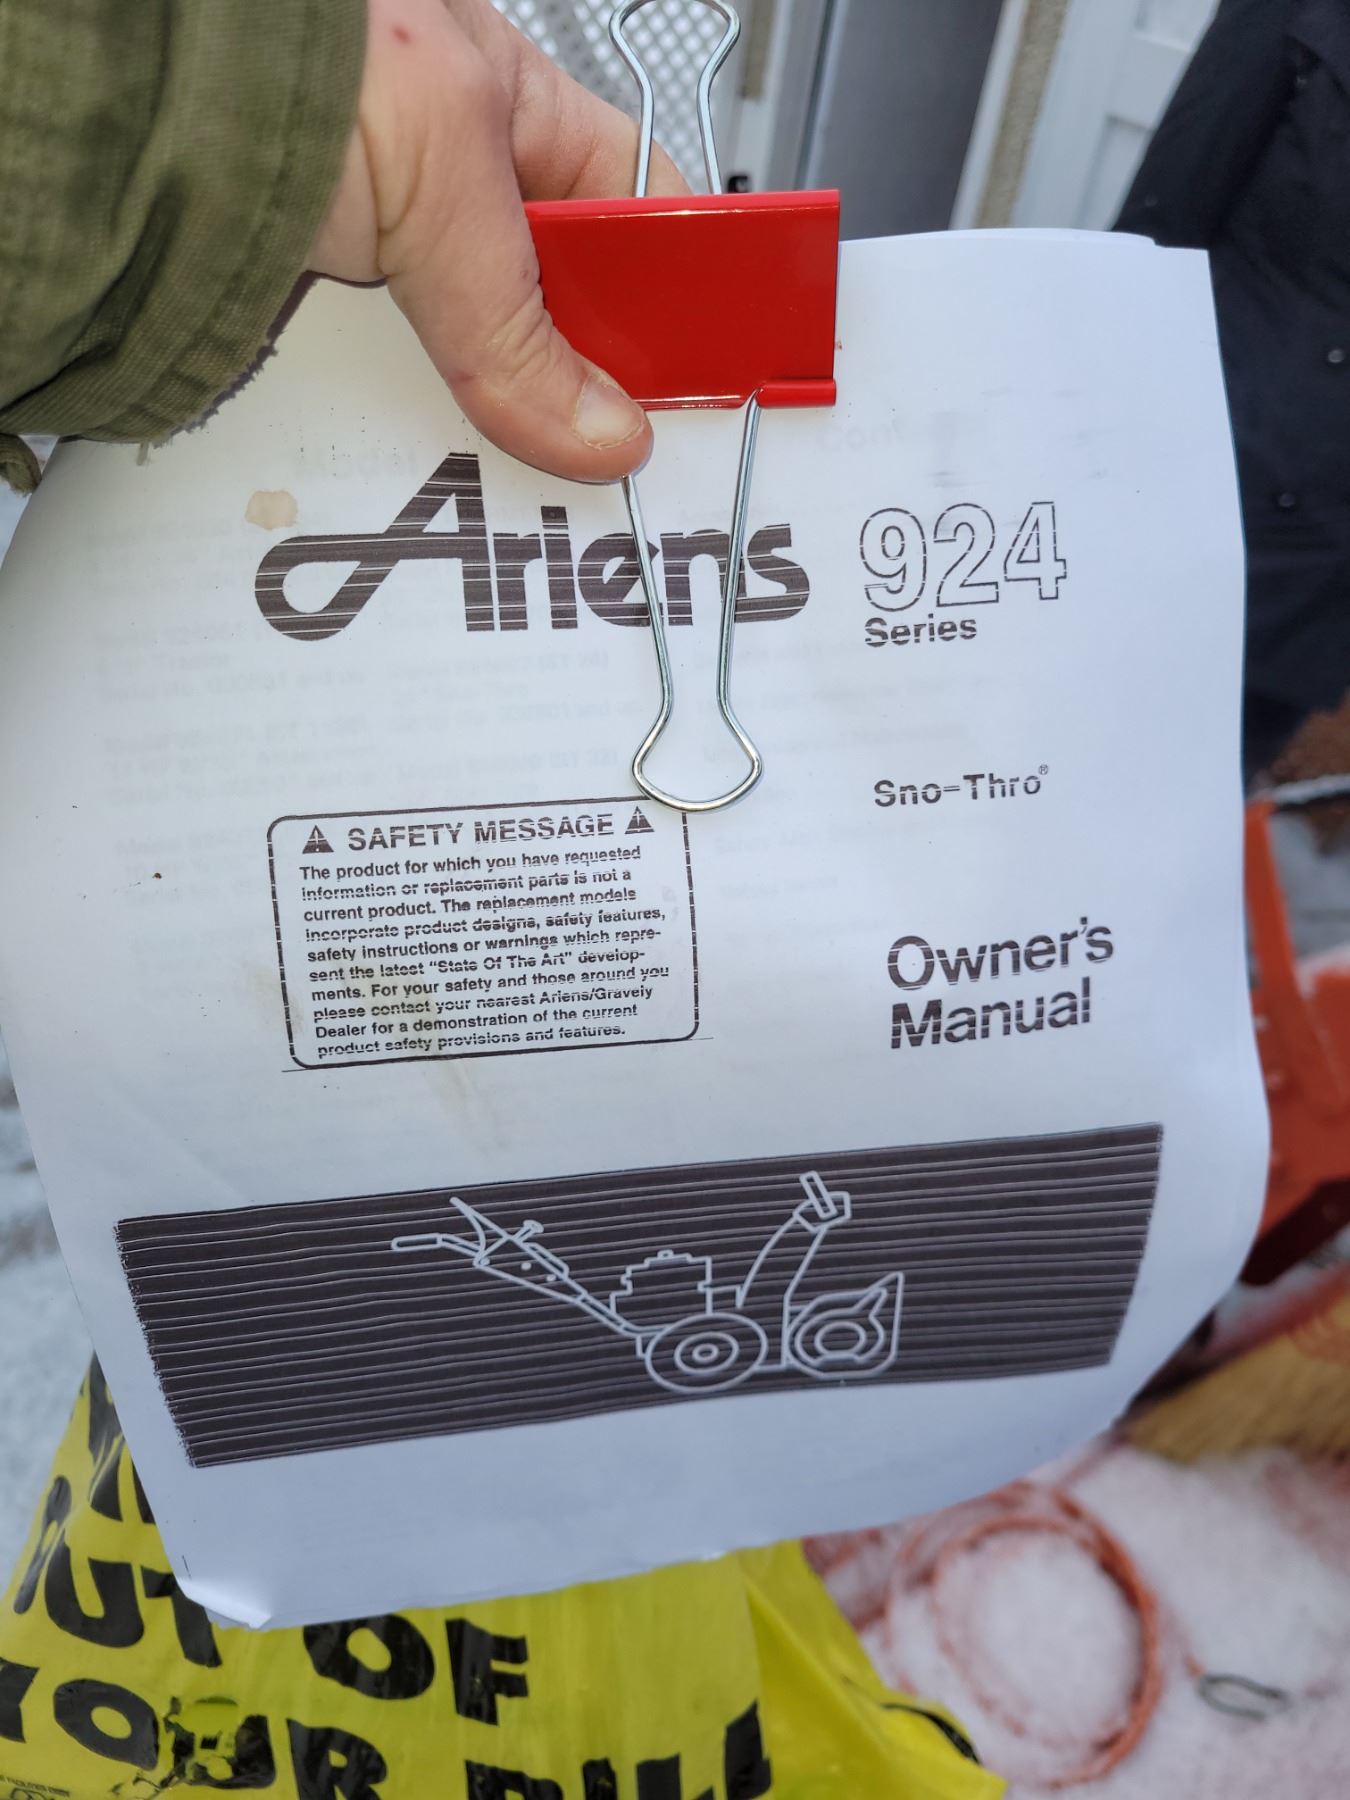 Ariens 924
Series
Sno-Thro®
⚠ SAFETY MESSAGE ⚠
The product for which you have requested
information or replacement parts is not a
current product. The replacement models
incorporate product designs, safety features,
safety instructions or warnings which repre-
sent the latest "State Of The Art" develop-
ments. For your safety and those around you
please contact your nearest Ariens/Gravely
Dealer for a demonstration of the current
product safety provisions and features.
Owner's
Manual
OUT OF
YOUR